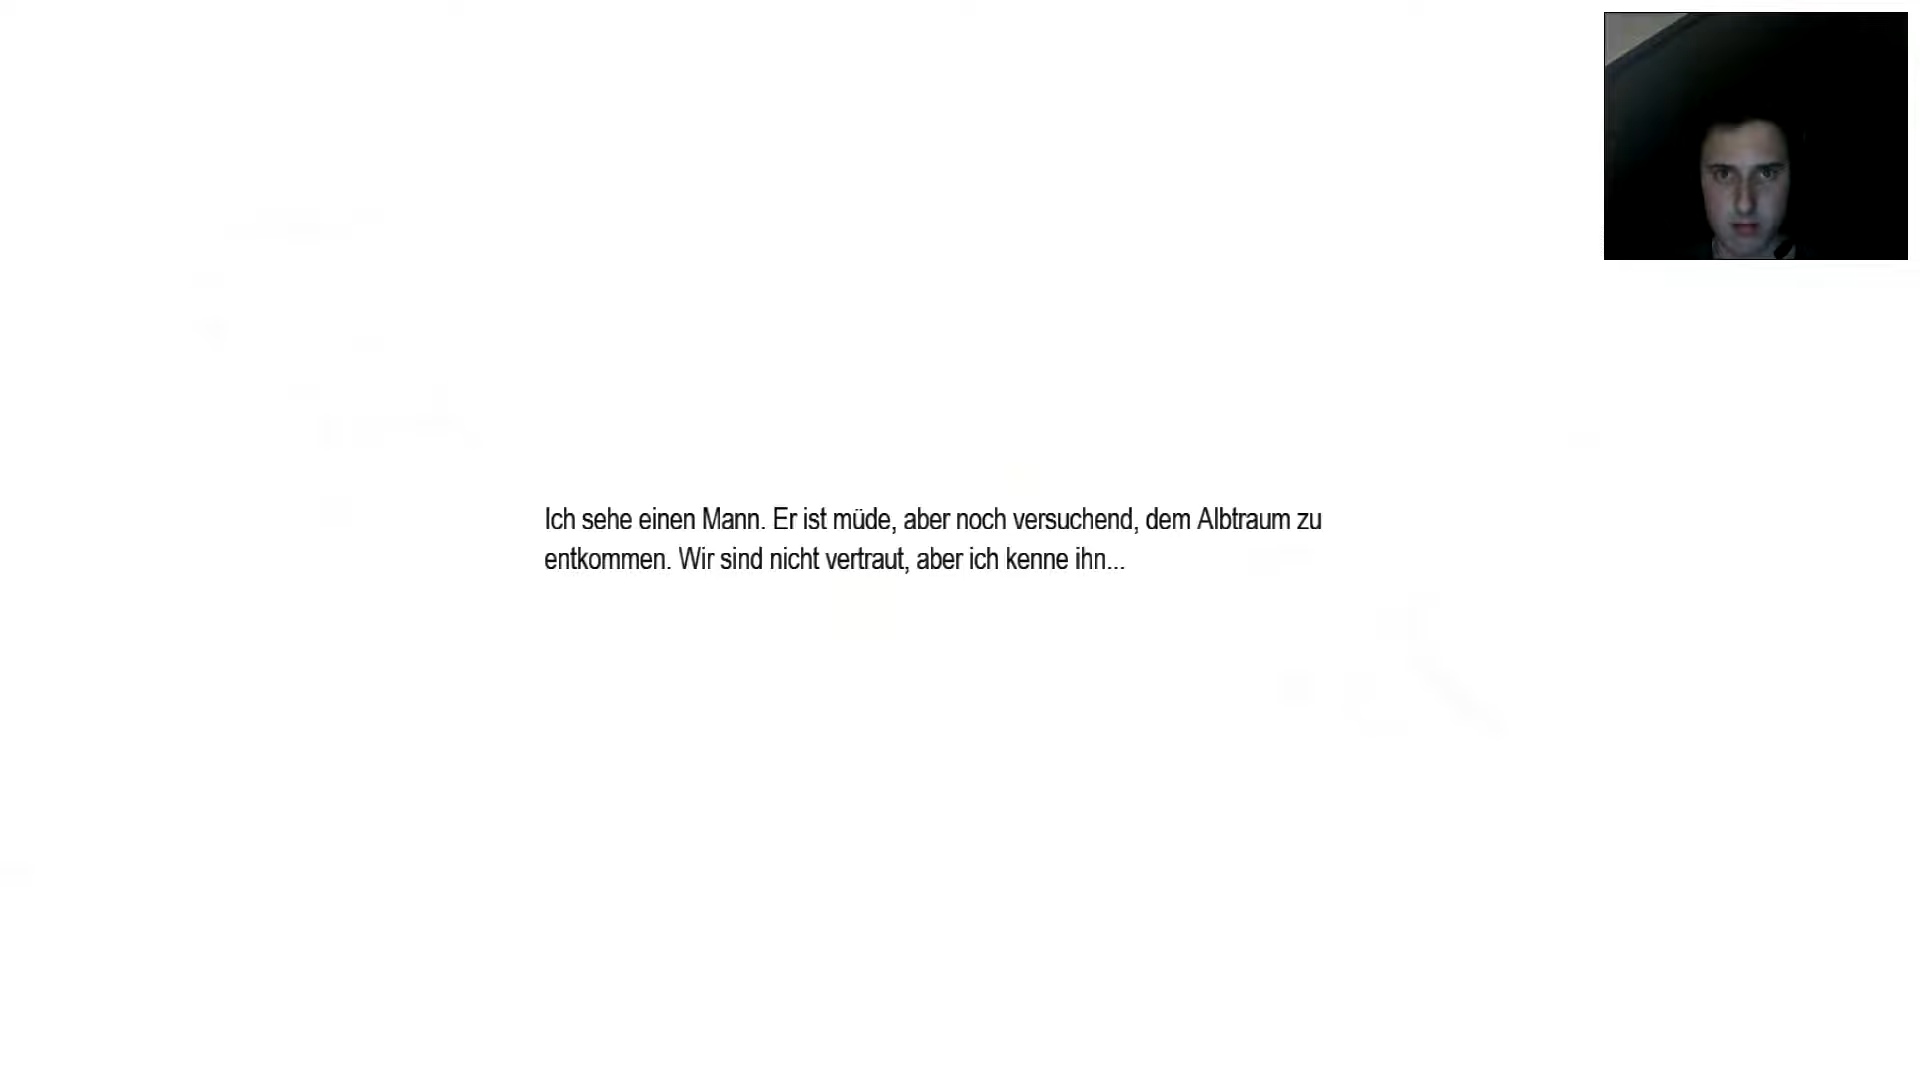 Ich sehe einen Mann. Er ist müde, aber noch versuchend, dem Albtraum zu
entkommen. Wir sind nicht vertraut, aber ich kenne ihn...